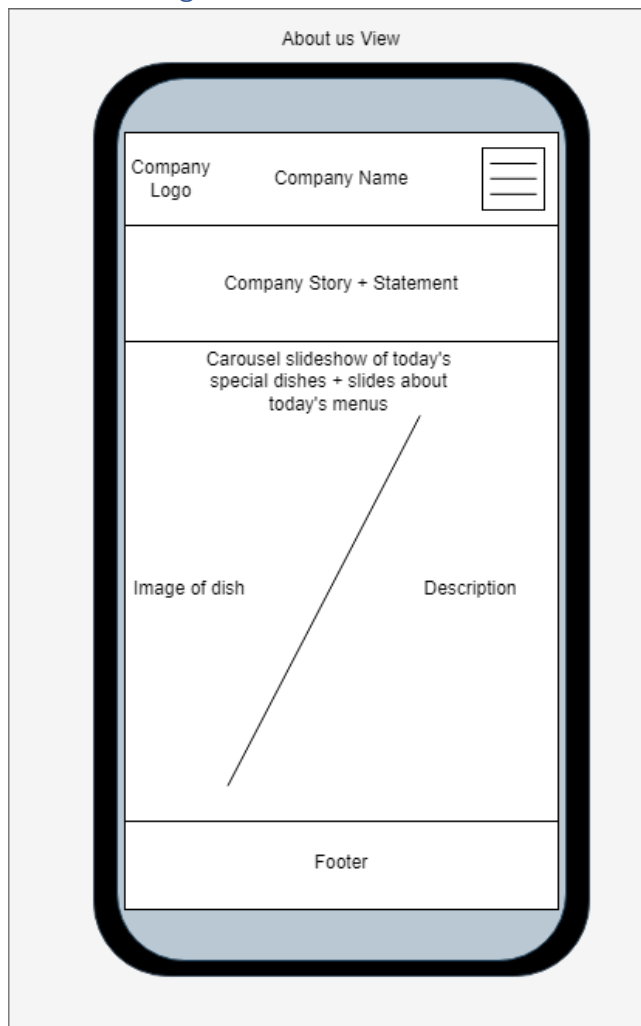 About us View
Company
Logo
Company Name
Company Story + Statement
Carousel slideshow of today's
special dishes + slides about
today's menus
Image of dish
Description
Footer